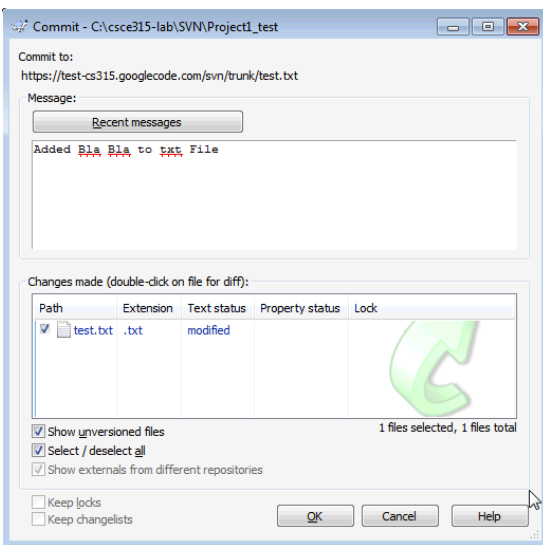 Commit - C:\csce315-lab\SVN\Project1_test
Commit to:
https://test-cs315.googlecode.com/svn/trunk/test.txt
Message:
Recent messages
Added Bla Bla to txt File
Changes made (double-click on file for diff):
Path Extension Text status Property status Lock
test.txt .txt modified
Show unversioned files 1 files selected, 1 files total
Select / deselect all
Show externals from different repositories
Keep locks
Keep changelists
OK Cancel Help